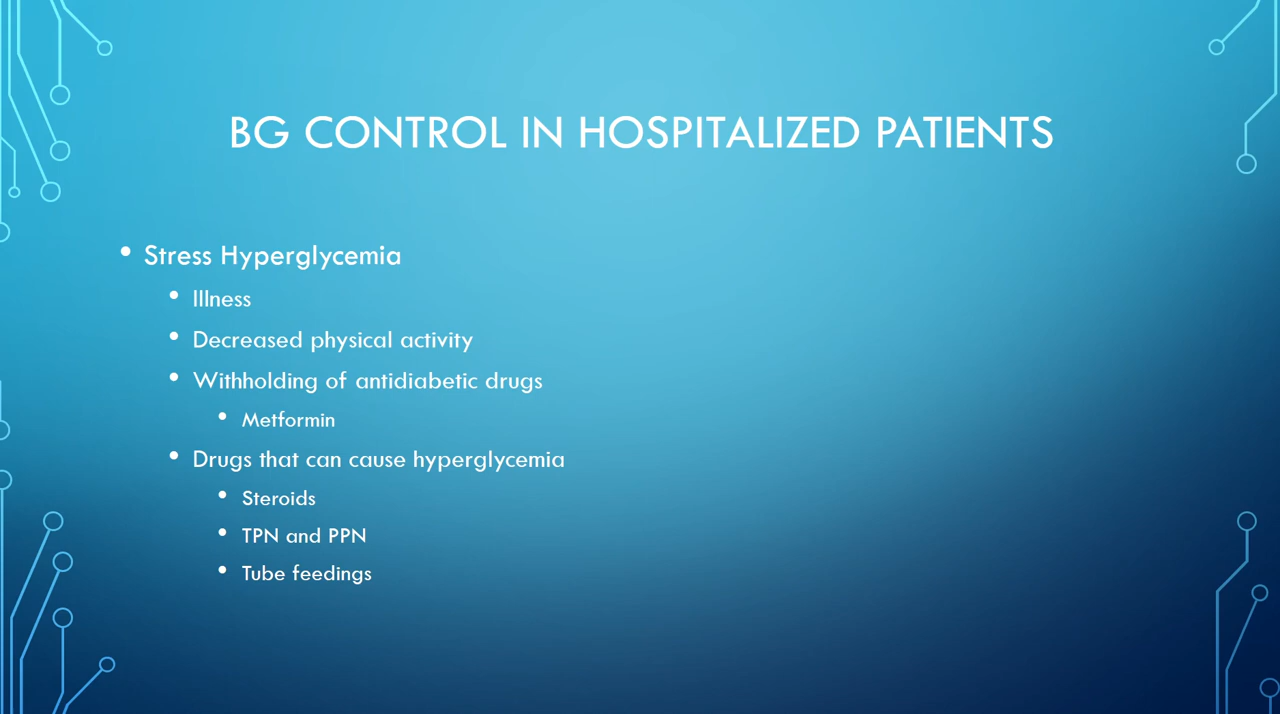 BG CONTROL IN HOSPITALIZED PATIENTS
• Stress Hyperglycemia
• Illness
• Decreased physical activity
• Withholding of antidiabetic drugs
• Metformin
• Drugs that can cause hyperglycemia
• Steroids
• TPN and PPN
• Tube feedings